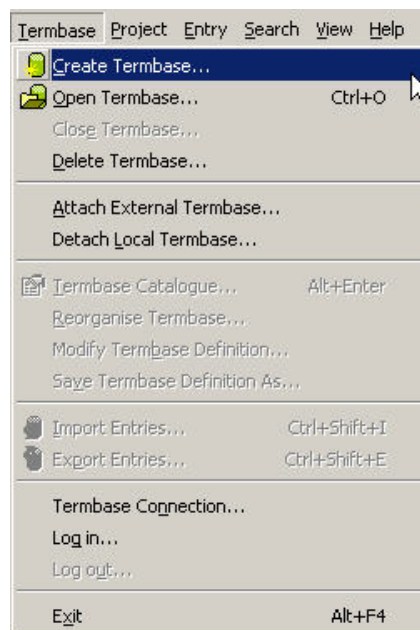 Termbase Project Entry Search View Help
Create Termbase...
Open Termbase... Ctrl+O
Close Termbase...
Delete Termbase...
Attach External Termbase...
Detach Local Termbase...
Termbase Catalogue... Alt+Enter
Reorganise Termbase...
Modify Termbase Definition...
Save Termbase Definition As...
Import Entries... Ctrl+Shift+I
Export Entries... Ctrl+Shift+E
Termbase Connection...
Log in...
Log out...
Exit Alt+F4